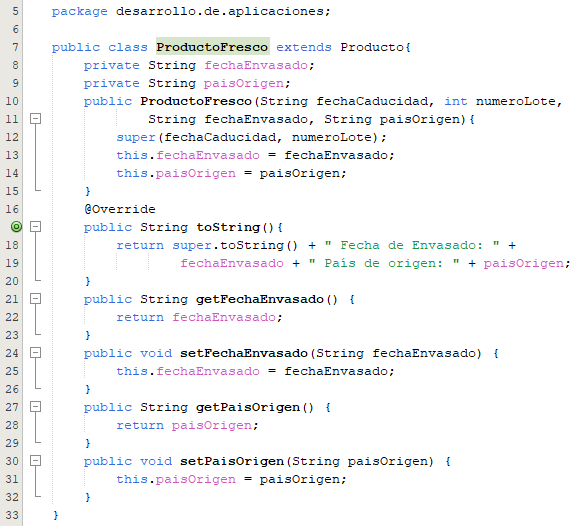 5 package desarrollo.de.aplicaciones;
6
7 public class ProductoFresco extends Producto{
8 private String fechaEnvasado;
9 private String paisOrigen;
10 public ProductoFresco(String fechaCaducidad, int numeroLote,
11 String fechaEnvasado, String paisOrigen){
12 super(fechaCaducidad, numeroLote);
13 this.fechaEnvasado = fechaEnvasado;
14 this.paisOrigen = paisOrigen;
15 }
16 @Override
public String toString(){
18 return super.toString() + " Fecha de Envasado: " +
19 fechaEnvasado + " País de origen: " + paisOrigen;
20 }
21 public String getFechaEnvasado() {
22 return fechaEnvasado;
23 }
24 public void setFechaEnvasado(String fechaEnvasado) {
25 this.fechaEnvasado = fechaEnvasado;
26 }
27 public String getPaisOrigen() {
28 return paisOrigen;
29 }
30 public void setPaisOrigen(String paisOrigen) {
31 this.paisOrigen = paisOrigen;
32 }
33 }